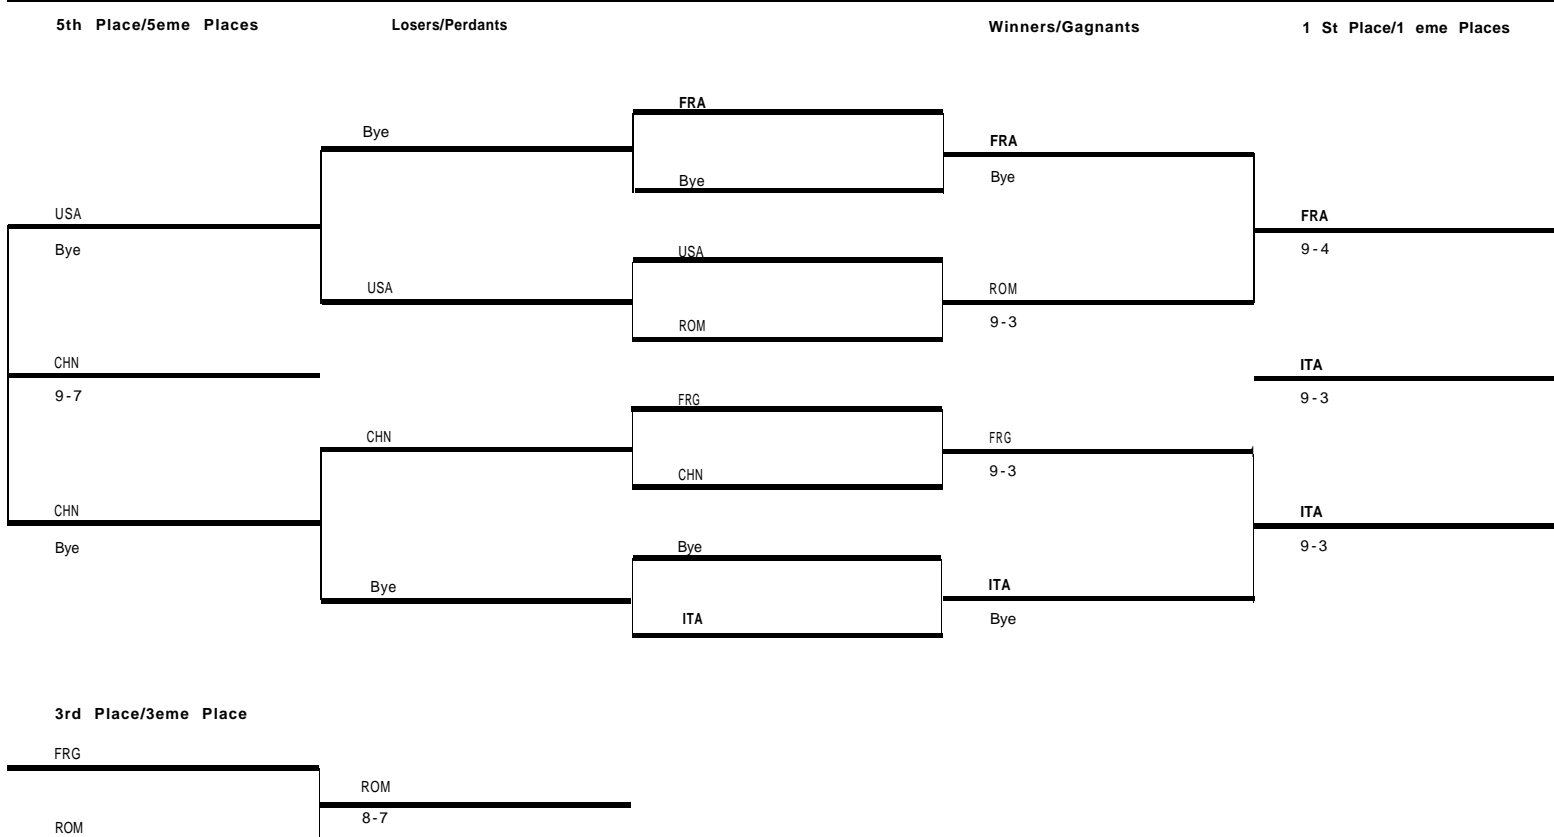 5th Place/5eme Places
Losers/Perdants
Winners/Gagnants
1 St Place/1 eme Places
FRA
Bye
FRA
Bye
Bye
USA
FRA
Bye
USA
9-4
USA
ROM
ROM
9-3
CHN
ITA
9-7
FRG
9-3
CHN
FRG
CHN
9-3
CHN
ITA
Bye
Bye
9-3
Bye
ITA
ITA
Bye
3rd Place/3eme Place
FRG
ROM
8-7
ROM